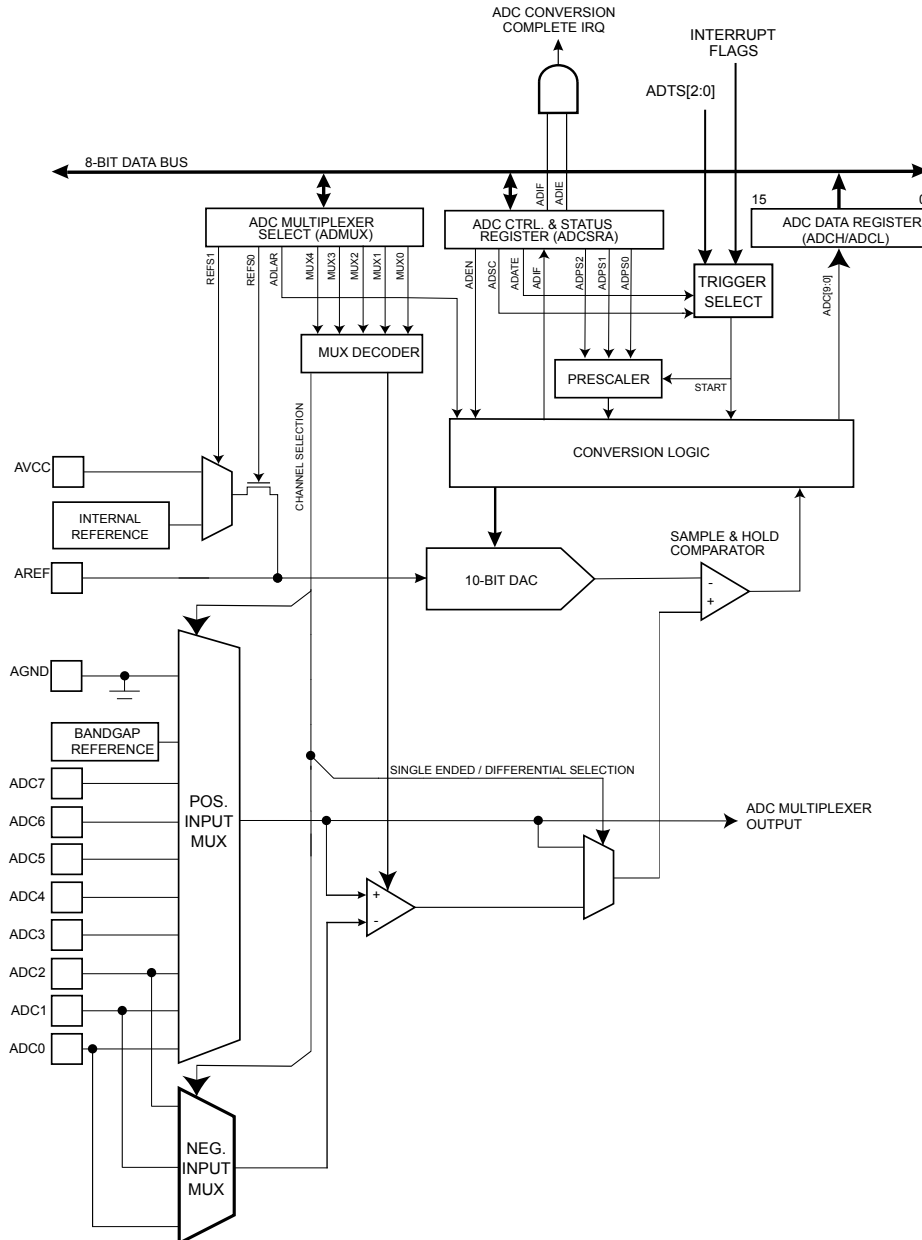 ADC CONVERSION
COMPLETE IRQ
INTERRUPT
FLAGS
ADTS[2:0]
8-BIT DATA BUS
ADIF
ADIE
15
0
ADC MULTIPLEXER
SELECT (ADMUX)
ADC CTRL. & STATUS
REGISTER (ADCSRA)
ADC DATA REGISTER
(ADCH/ADCL)
REFS1
REFS0
ADLAR
MUX4
MUX3
MUX2
MUX1
MUX0
ADEN
ADSC
ADATE
ADIF
ADPS2
ADPS1
ADPS0
TRIGGER
SELECT
ADC[9:0]
MUX DECODER
PRESCALER
START
CHANNEL SELECTION
CONVERSION LOGIC
AVCC
INTERNAL
REFERENCE
SAMPLE & HOLD
COMPARATOR
AREF
10-BIT DAC
-
+
AGND
BANDGAP
REFERENCE
SINGLE ENDED / DIFFERENTIAL SELECTION
ADC7
ADC6
ADC5
ADC4
ADC3
ADC2
ADC1
ADC0
POS.
INPUT
MUX
ADC MULTIPLEXER
OUTPUT
+
-
NEG.
INPUT
MUX